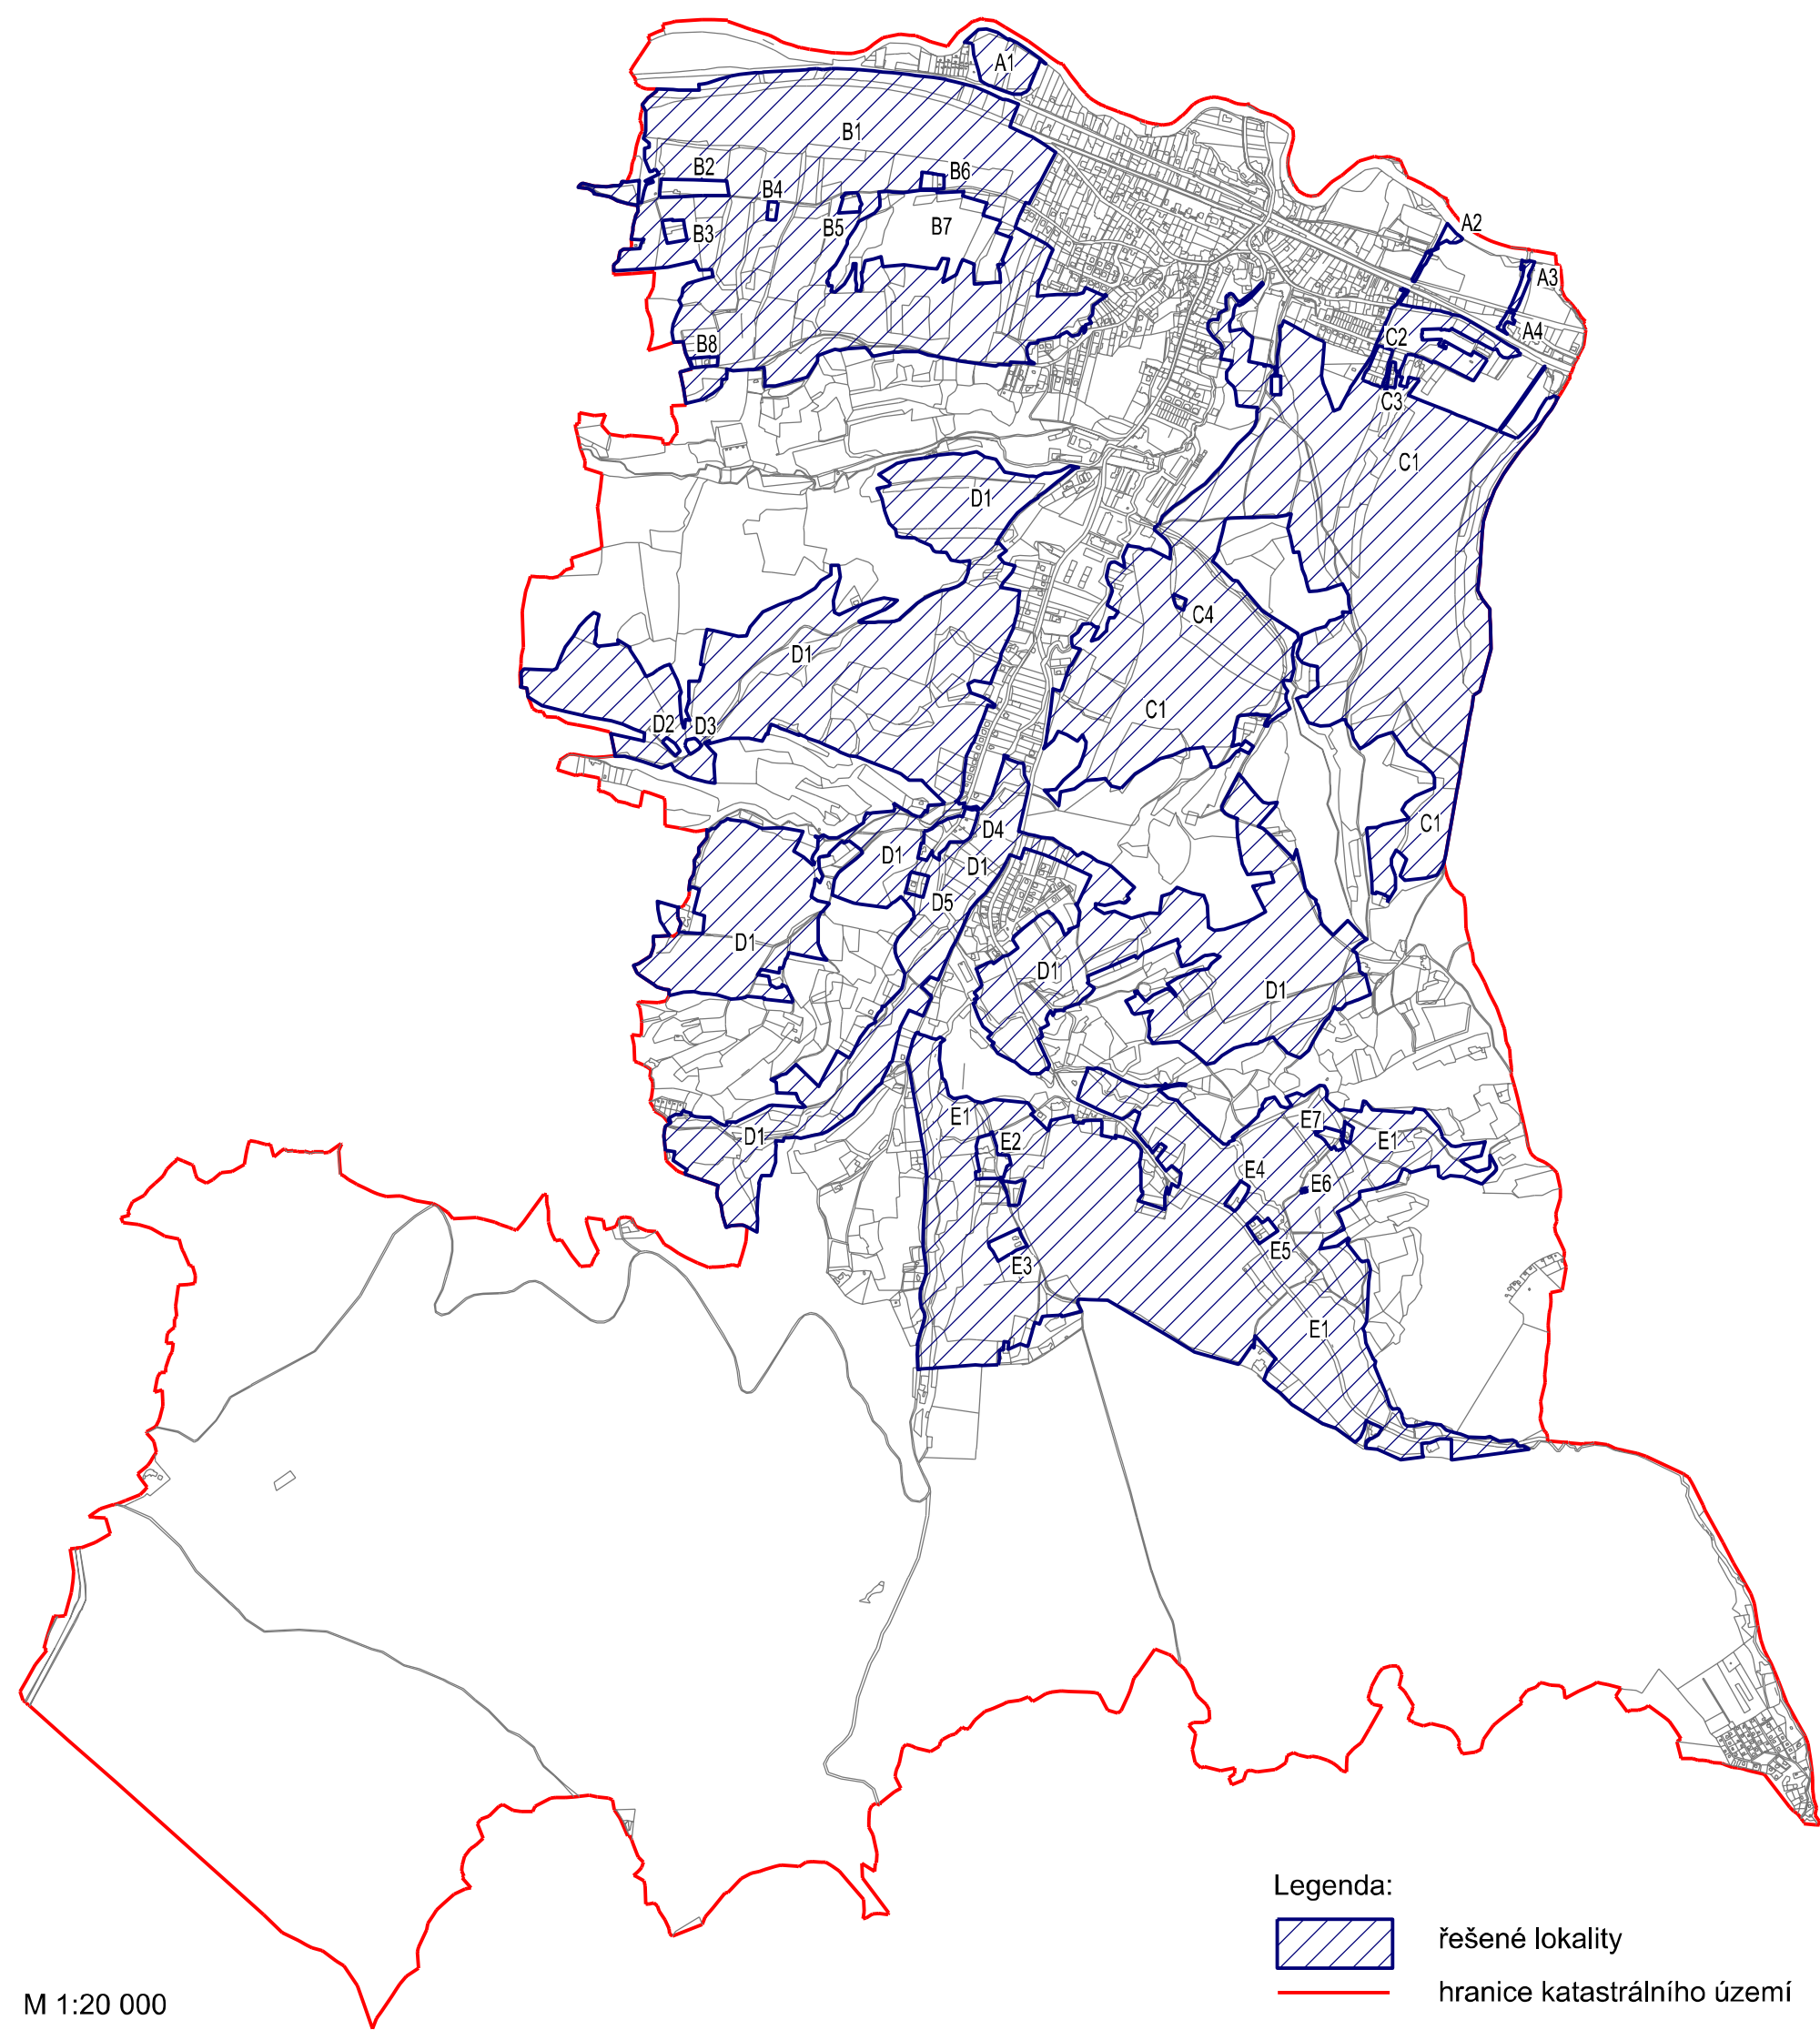 A1
B1
B2
B6
B4
B5
B7
B3
A2
A3
A4
B8
C2
C3
C1
D1
C4
D1
C1
D2
D3
C1
D4
D1
D1
D5
D1
D1
D1
E1
E2
E7
E1
D1
E4
E6
E5
E3
E1
Legenda:
řešené lokality
hranice katastrálního území
M 1:20 000